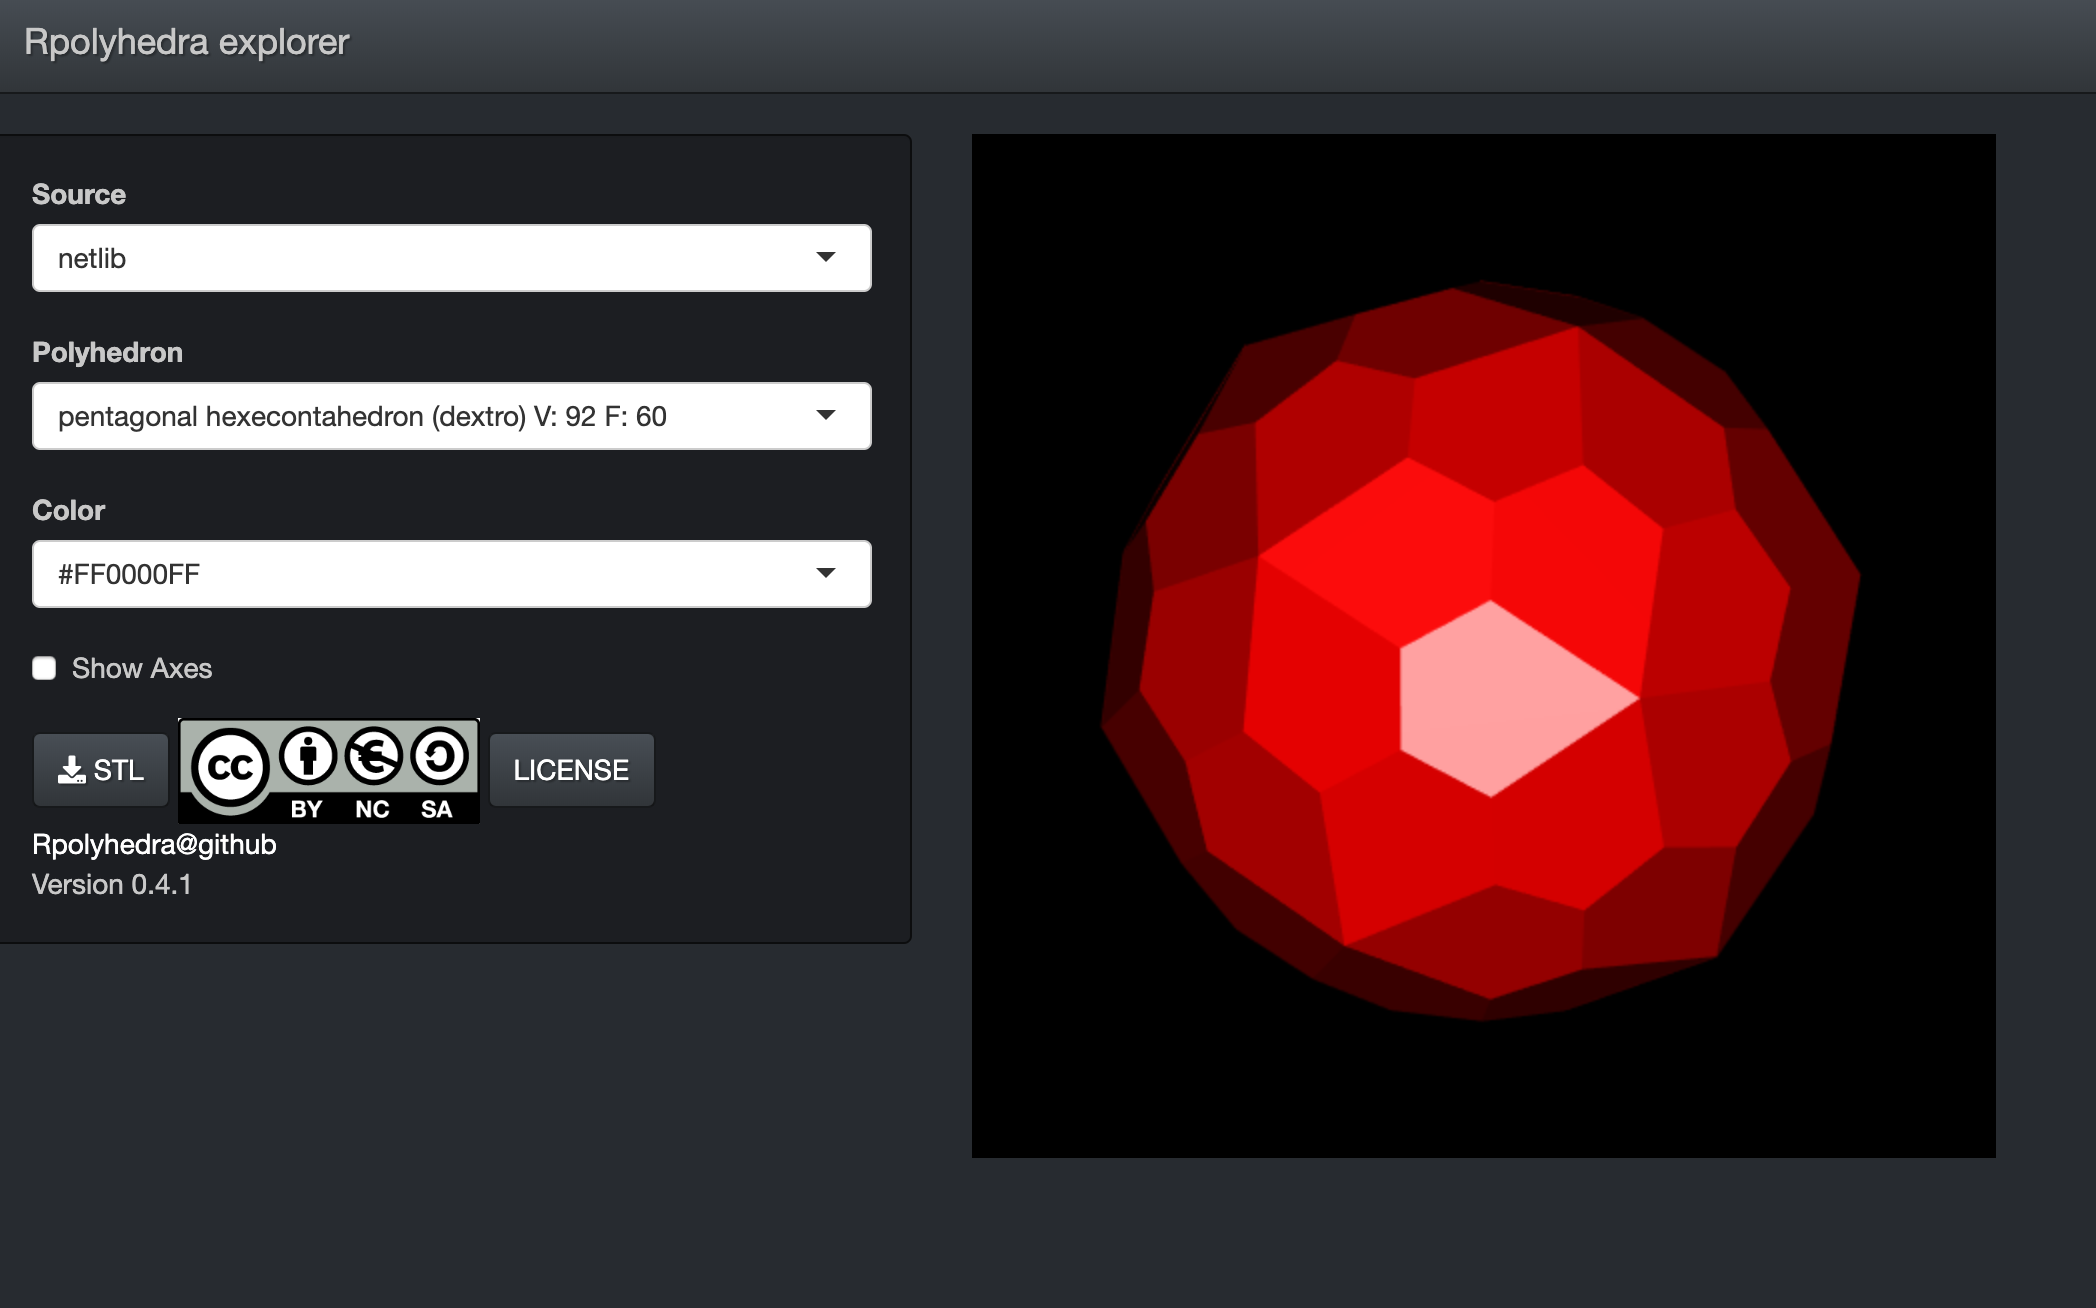 Rpolyhedra explorer
Source
netlib
Polyhedron
pentagonal hexecontahedron (dextro) V: 92 F: 60
Color
#FF0000FF
Show Axes
STL
cc
BY NC SA
LICENSE
Rpolyhedra@github
Version 0.4.1